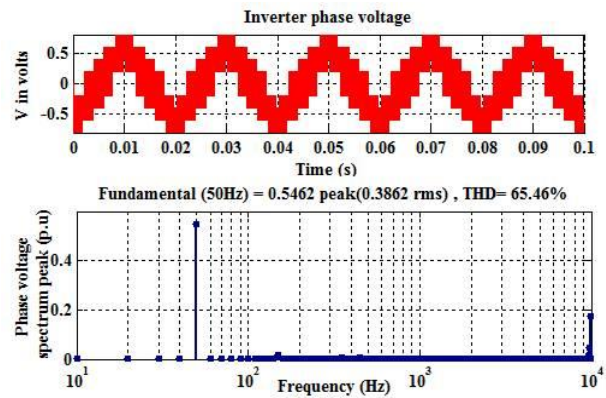 Inverter phase voltage
V in volts
0.5
0
-0.5
0 0.01 0.02 0.03 0.04 0.05 0.06 0.07 0.08 0.09 0.1
Time (s)
Fundamental (50Hz) = 0.5462 peak(0.3862 rms) , THD= 65.46%
Phase voltage
spectrum peak (p.u)
0.4
0.2
0
10^1 10^2 10^3 10^4
Frequency (Hz)